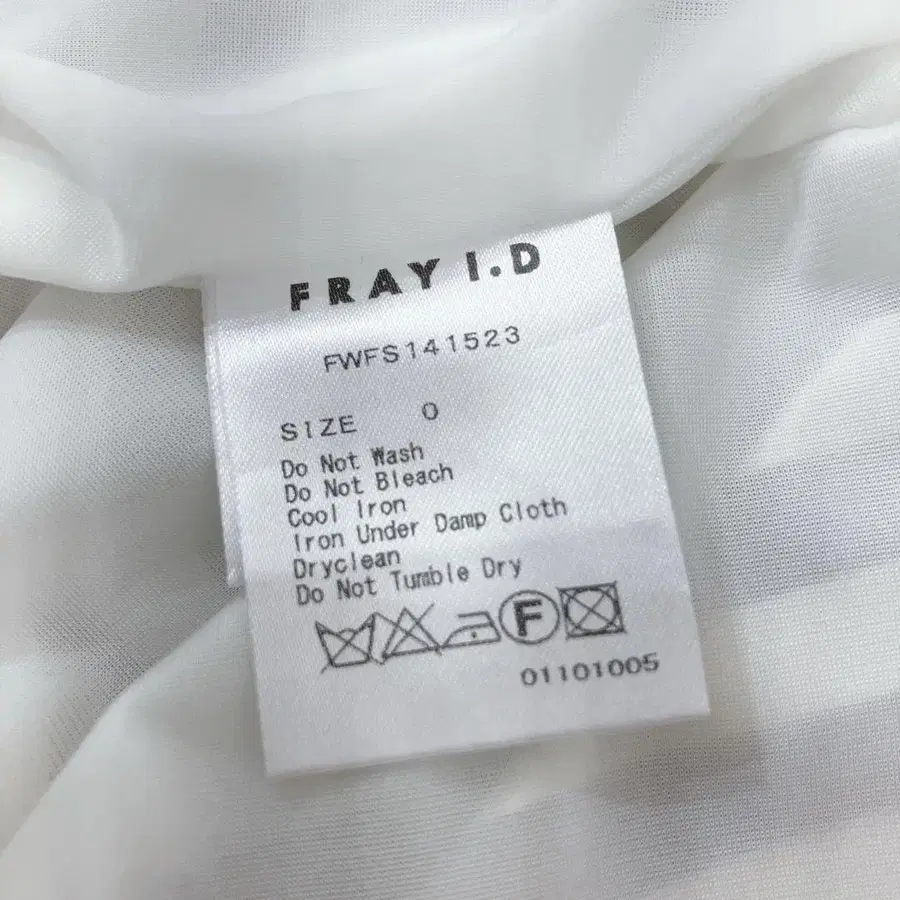 FRAY I.D
FWFS141523
SIZE 0
Do Not Wash
Do Not Bleach
Cool Iron
Iron Under Damp Cloth
Dryclean
Do Not Tumble Dry
F
01101005